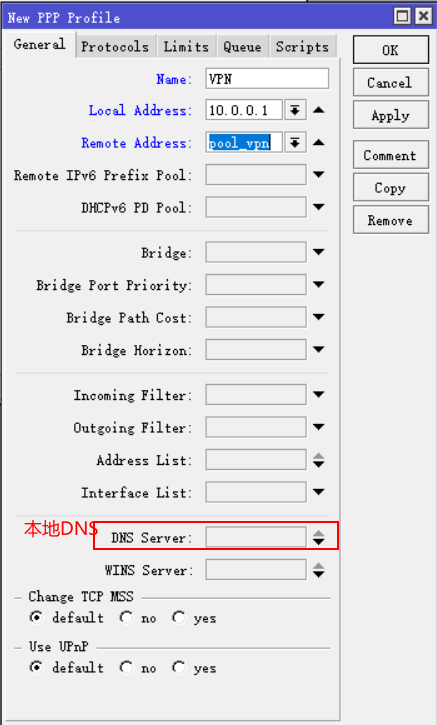 New PPP Profile
General Protocols Limits Queue Scripts
OK
Name: VPN
Cancel
Local Address: 10.0.0.1
Apply
Remote Address: pool_vpn
Comment
Remote IPv6 Prefix Pool:
Copy
DHCPv6 PD Pool:
Remove
Bridge:
Bridge Port Priority:
Bridge Path Cost:
Bridge Horizon:
Incoming Filter:
Outgoing Filter:
Address List:
Interface List:
本地DNS
DNS Server:
WINS Server:
Change TCP MSS
default no yes
Use UPnP
default no yes